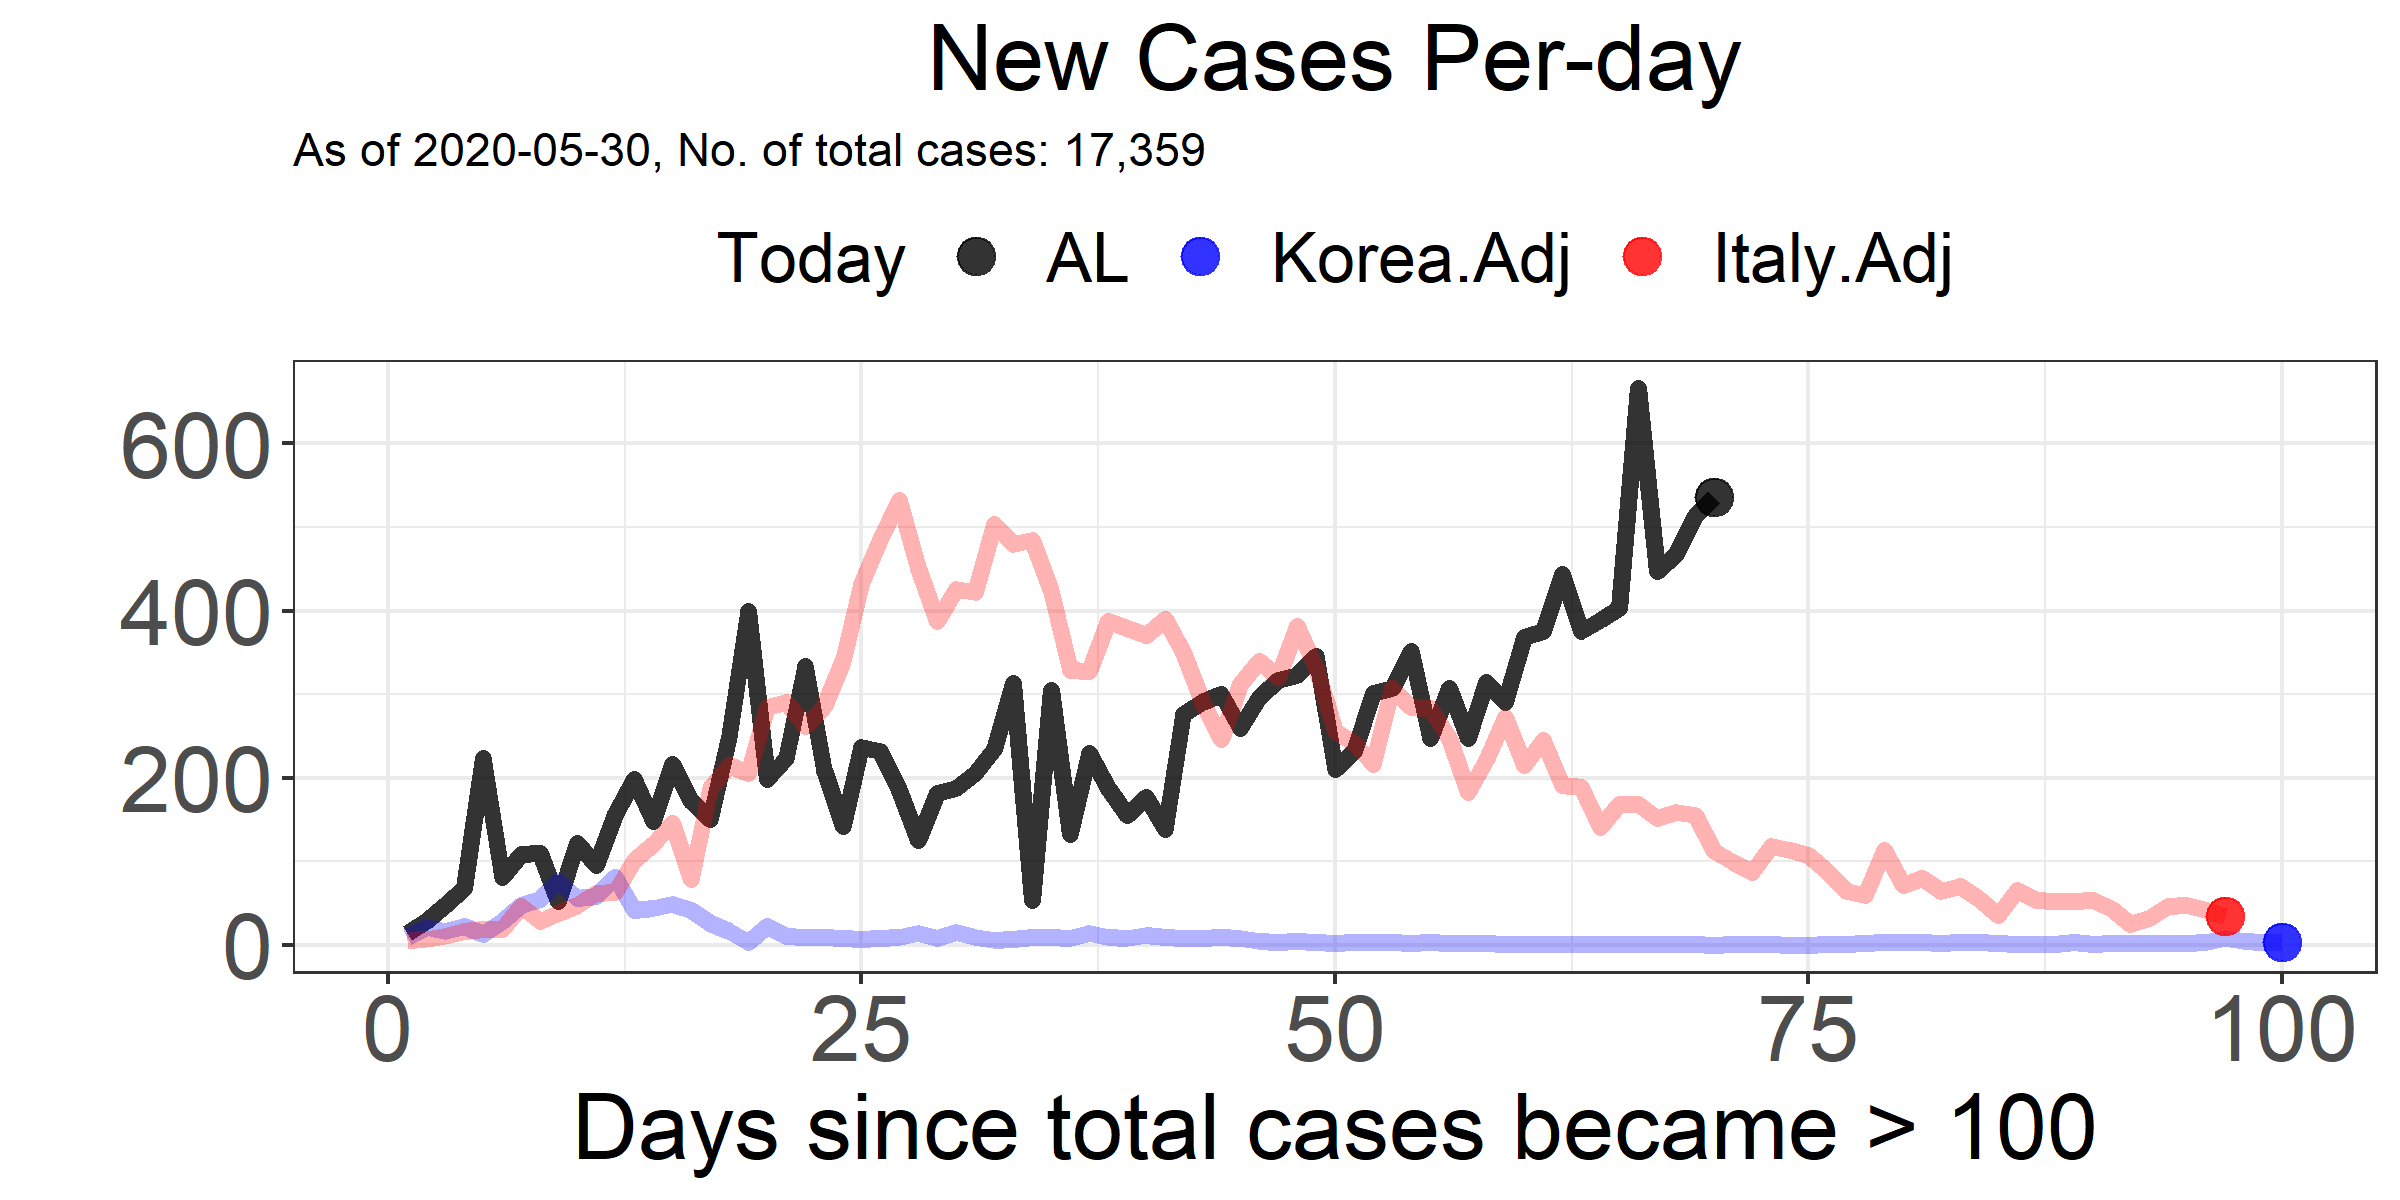 New Cases Per-day
As of 2020-05-30, No. of total cases: 17,359
Today AL Korea.Adj Italy.Adj
600
400
200
0
0 25 50 75 100
Days since total cases became > 100